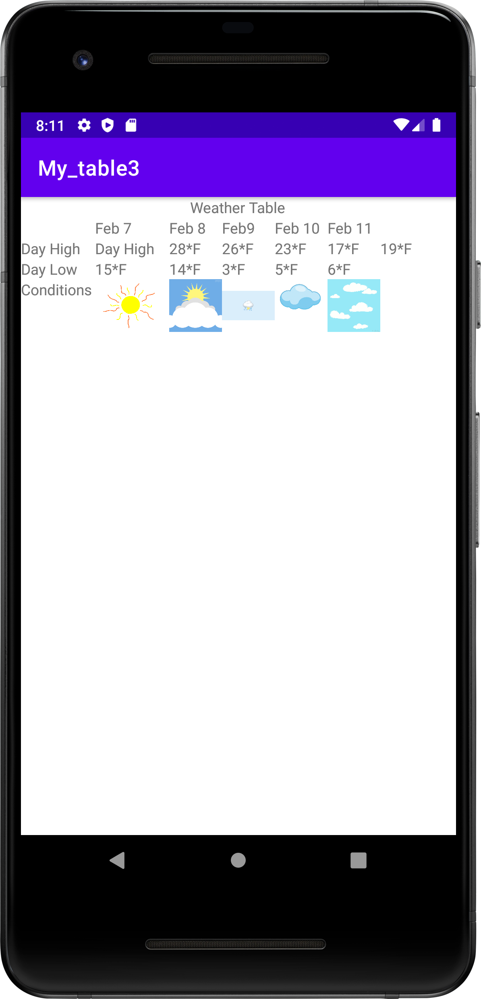 8:11
My_table3
Weather Table
Feb 7 Feb 8 Feb9 Feb 10 Feb 11
Day High Day High 28*F 26*F 23*F 17*F 19*F
Day Low 15*F 14*F 3*F 5*F 6*F
Conditions